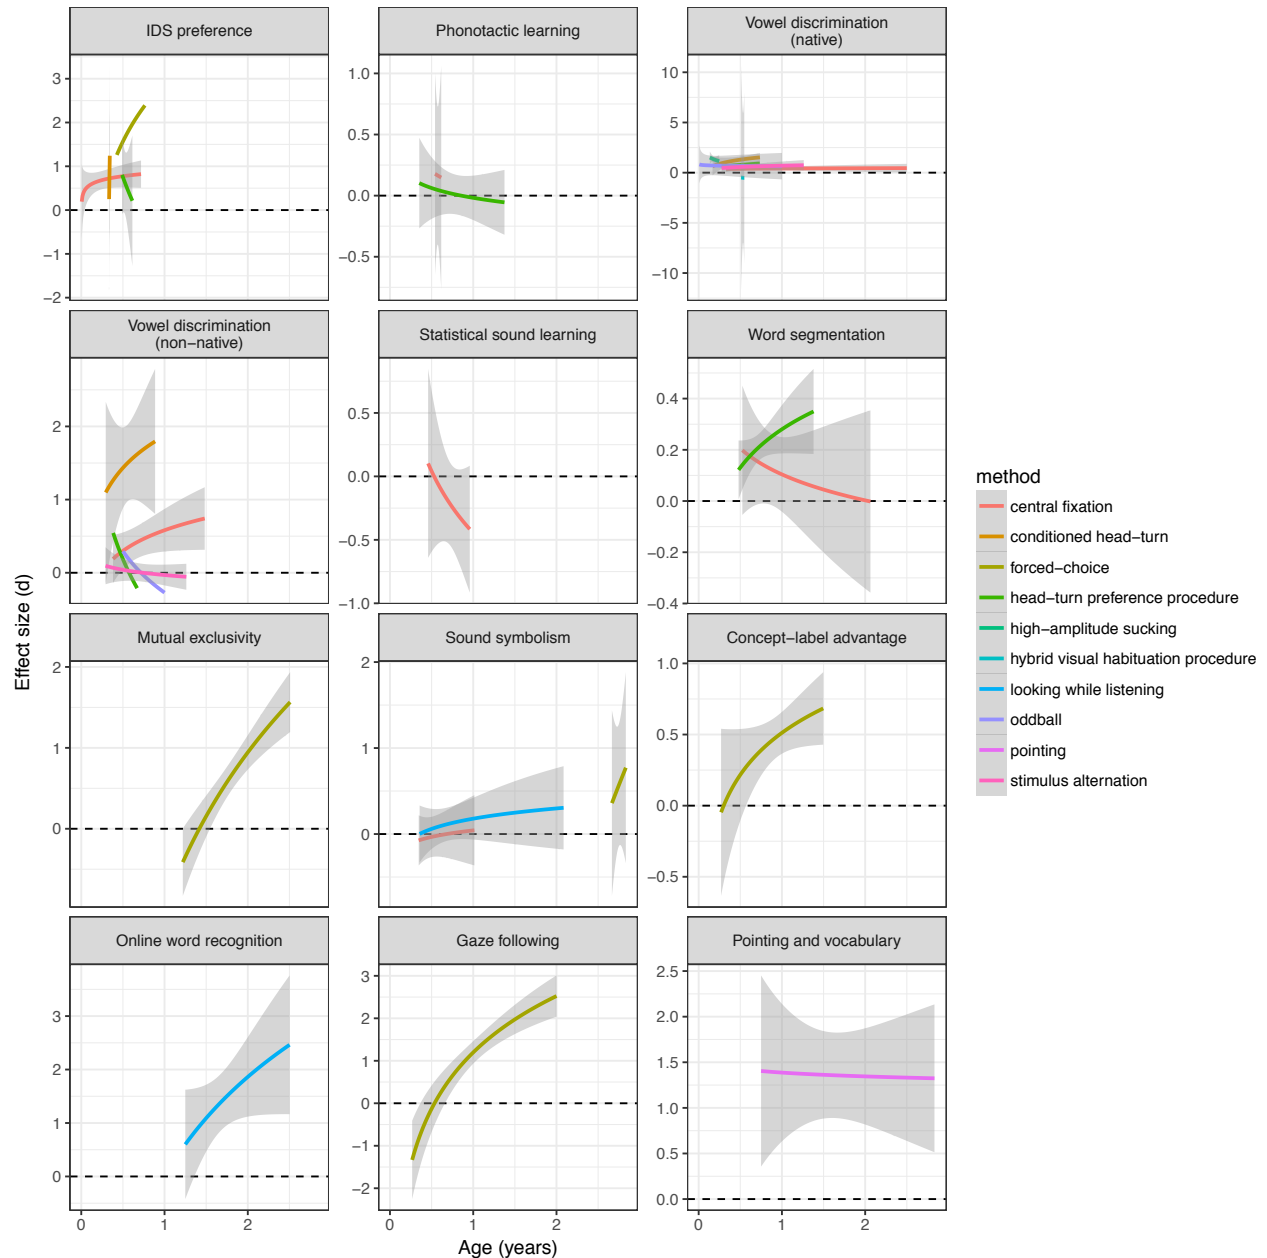 IDS preference
3
2
1
0
−1
−2
Phonotactic learning
1.0
0.5
0.0
−0.5
Vowel discrimination
(native)
10
5
0
−5
−10
Vowel discrimination
(non−native)
2
1
0
Statistical sound learning
0.5
0.0
−0.5
−1.0
Word segmentation
0.4
0.2
0.0
−0.2
−0.4
Mutual exclusivity
2
1
0
Sound symbolism
2
1
0
Concept−label advantage
1.0
0.5
0.0
−0.5
Online word recognition
3
2
1
0
0 1 2
Gaze following
3
2
1
0
−1
−2
0 1 2
Pointing and vocabulary
2.5
2.0
1.5
1.0
0.5
0.0
0 1 2
Effect size (d)
Age (years)
method
central fixation
conditioned head−turn
forced−choice
head−turn preference procedure
high−amplitude sucking
hybrid visual habituation procedure
looking while listening
oddball
pointing
stimulus alternation